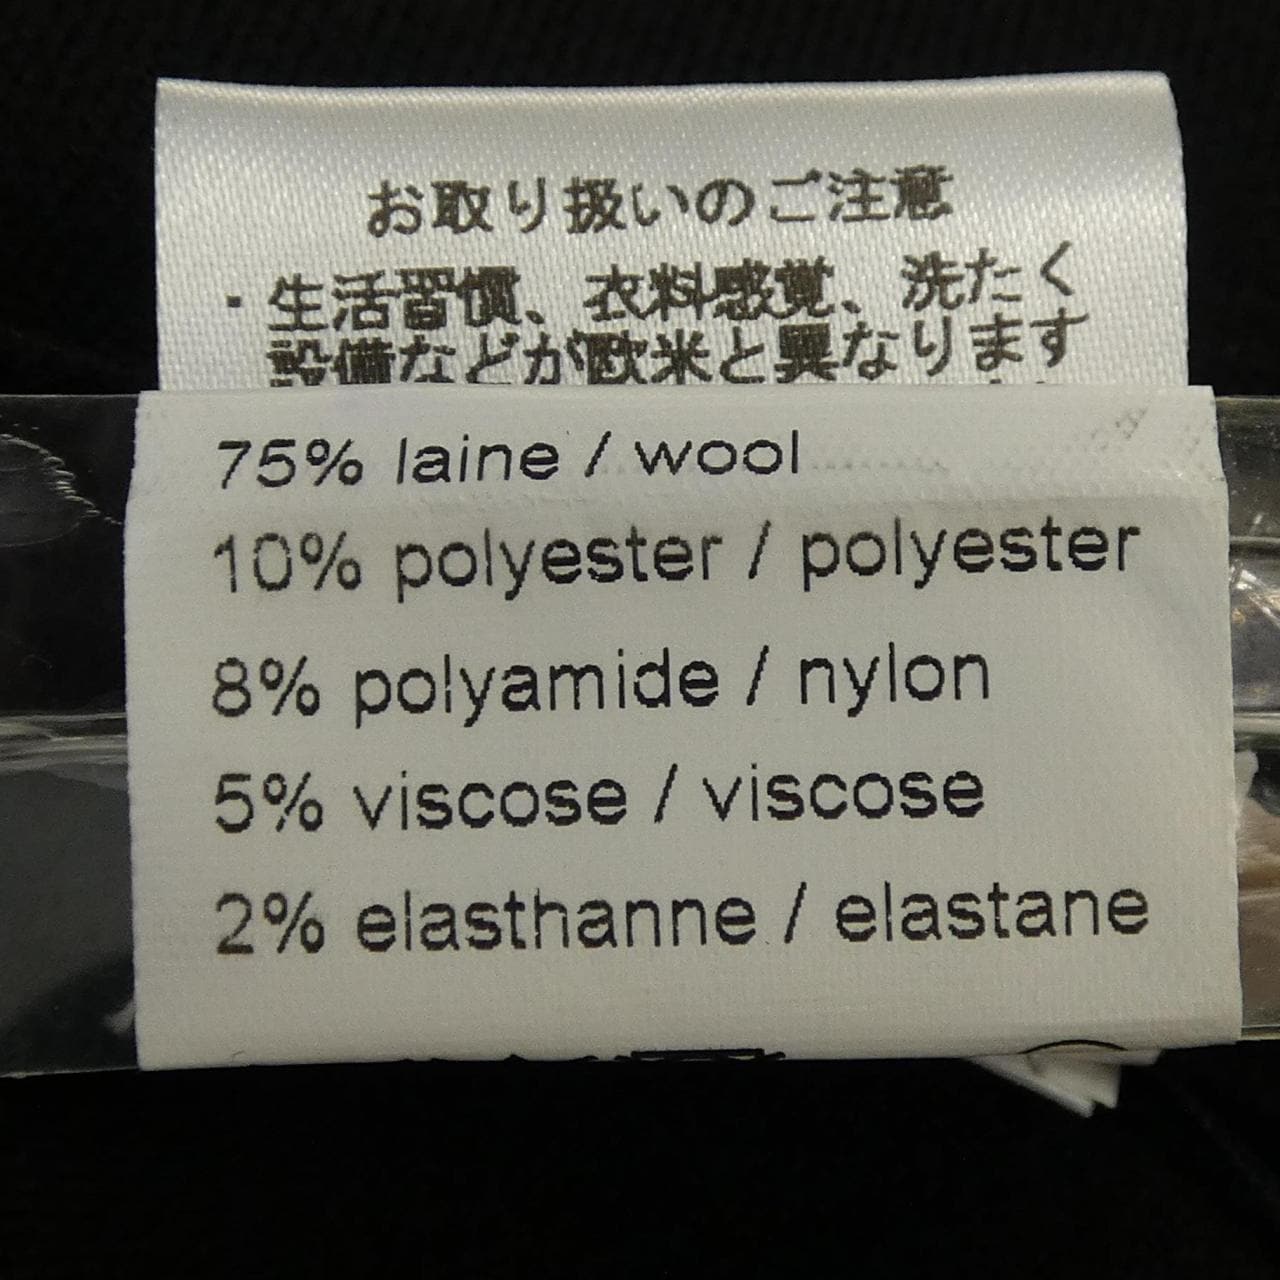 お取り扱いのご注意
・生活習慣、衣料感覚、洗たく
設備などが欧米と異なります
75% laine / wool
10% polyester / polyester
8% polyamide / nylon
5% viscose / viscose
2% elasthanne / elastane